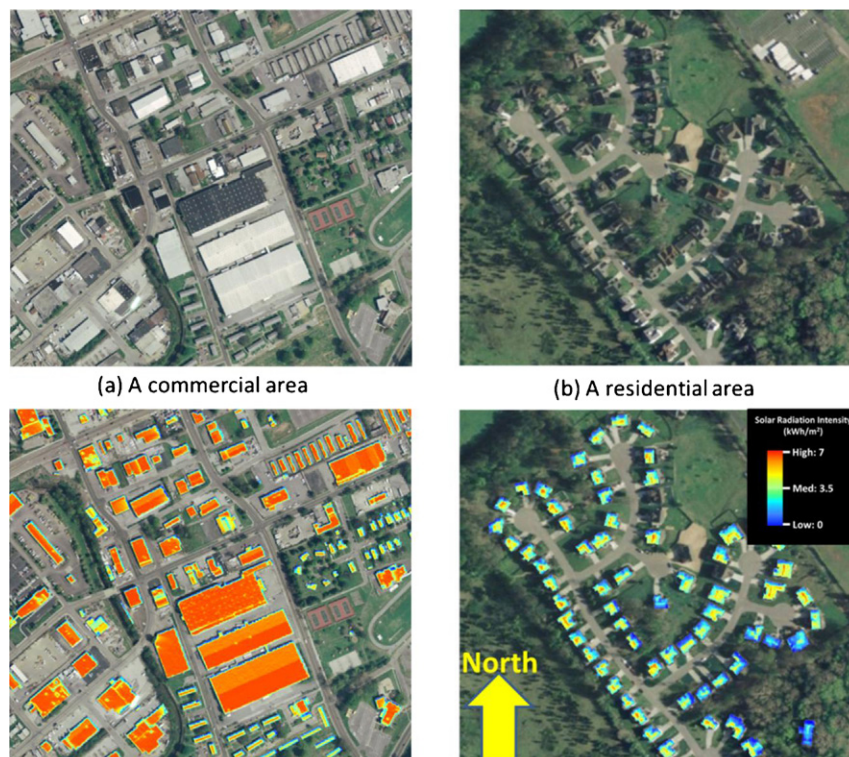 (a) A commercial area
(b) A residential area
Solar Radiation Intensity
(kWh/m²)
High: 7
Med: 3.5
Low: 0
North